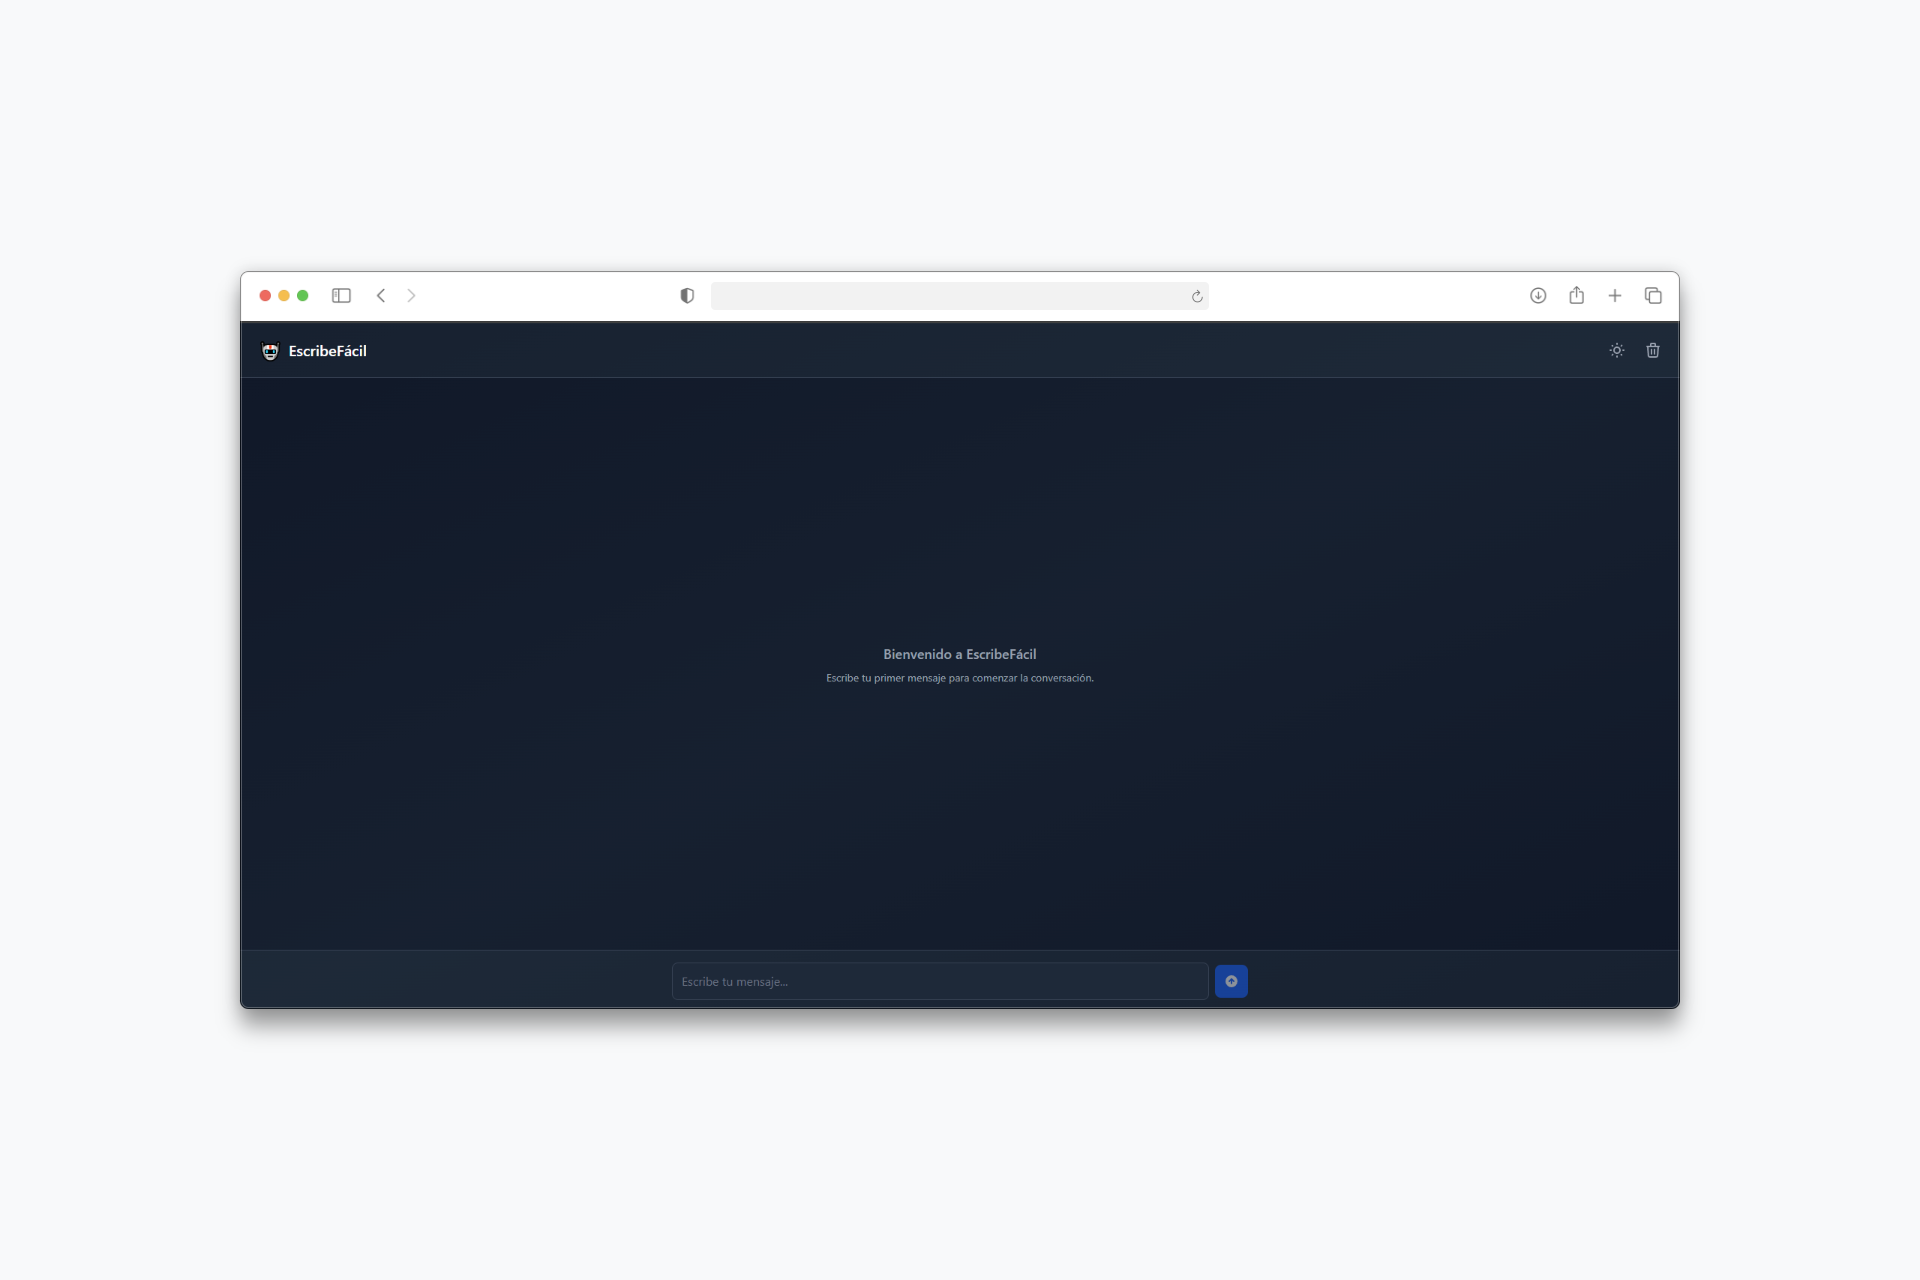 EscribeFácil
Bienvenido a EscribeFácil
Escribe tu primer mensaje para comenzar la conversación.
Escribe tu mensaje...